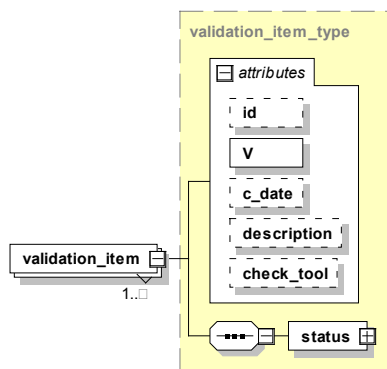 validation_item_type
attributes
id
V
c_date
description
check_tool
validation_item
1..
status